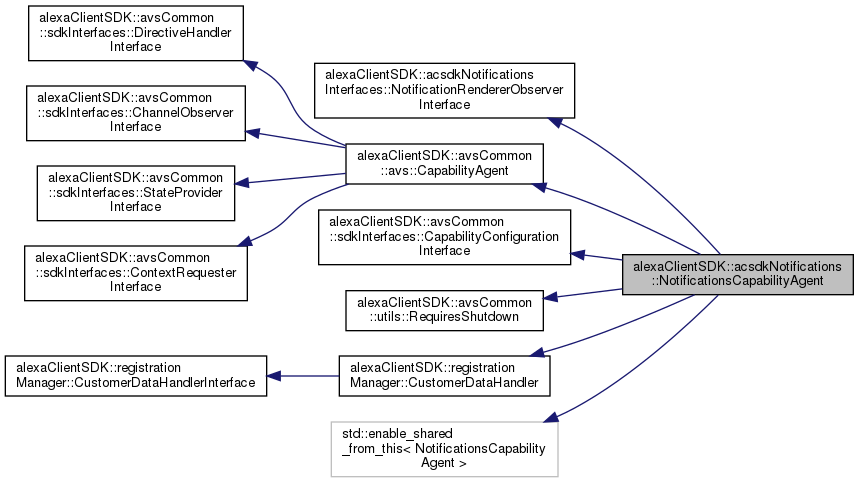 alexaClientSDK::avsCommon
::sdkInterfaces::DirectiveHandler
Interface
alexaClientSDK::avsCommon
::sdkInterfaces::ChannelObserver
Interface
alexaClientSDK::avsCommon
::sdkInterfaces::StateProvider
Interface
alexaClientSDK::avsCommon
::sdkInterfaces::ContextRequester
Interface
alexaClientSDK::registration
Manager::CustomerDataHandlerInterface
alexaClientSDK::acsdkNotifications
Interfaces::NotificationRendererObserver
Interface
alexaClientSDK::avsCommon
::avs::CapabilityAgent
alexaClientSDK::avsCommon
::sdkInterfaces::CapabilityConfiguration
Interface
alexaClientSDK::avsCommon
::utils::RequiresShutdown
alexaClientSDK::registration
Manager::CustomerDataHandler
std::enable_shared
_from_this< NotificationsCapability
Agent >
alexaClientSDK::acsdkNotifications
::NotificationsCapabilityAgent